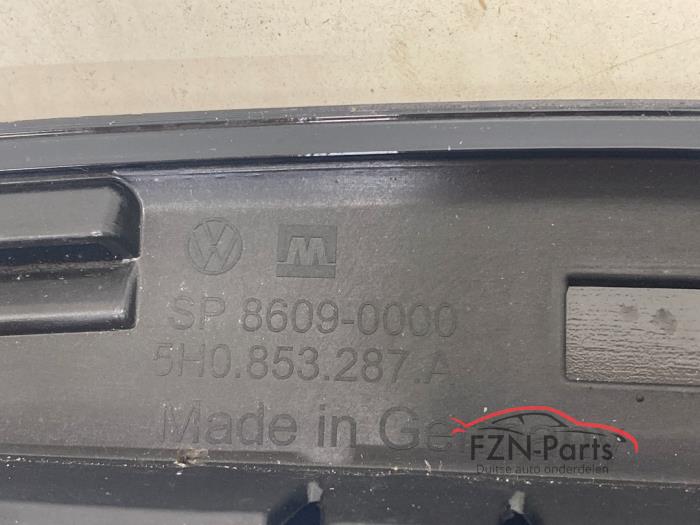 SP 8609-0000
5H0.853.287.A
Made in Ge
FZN-Parts
Duitse auto onderdelen